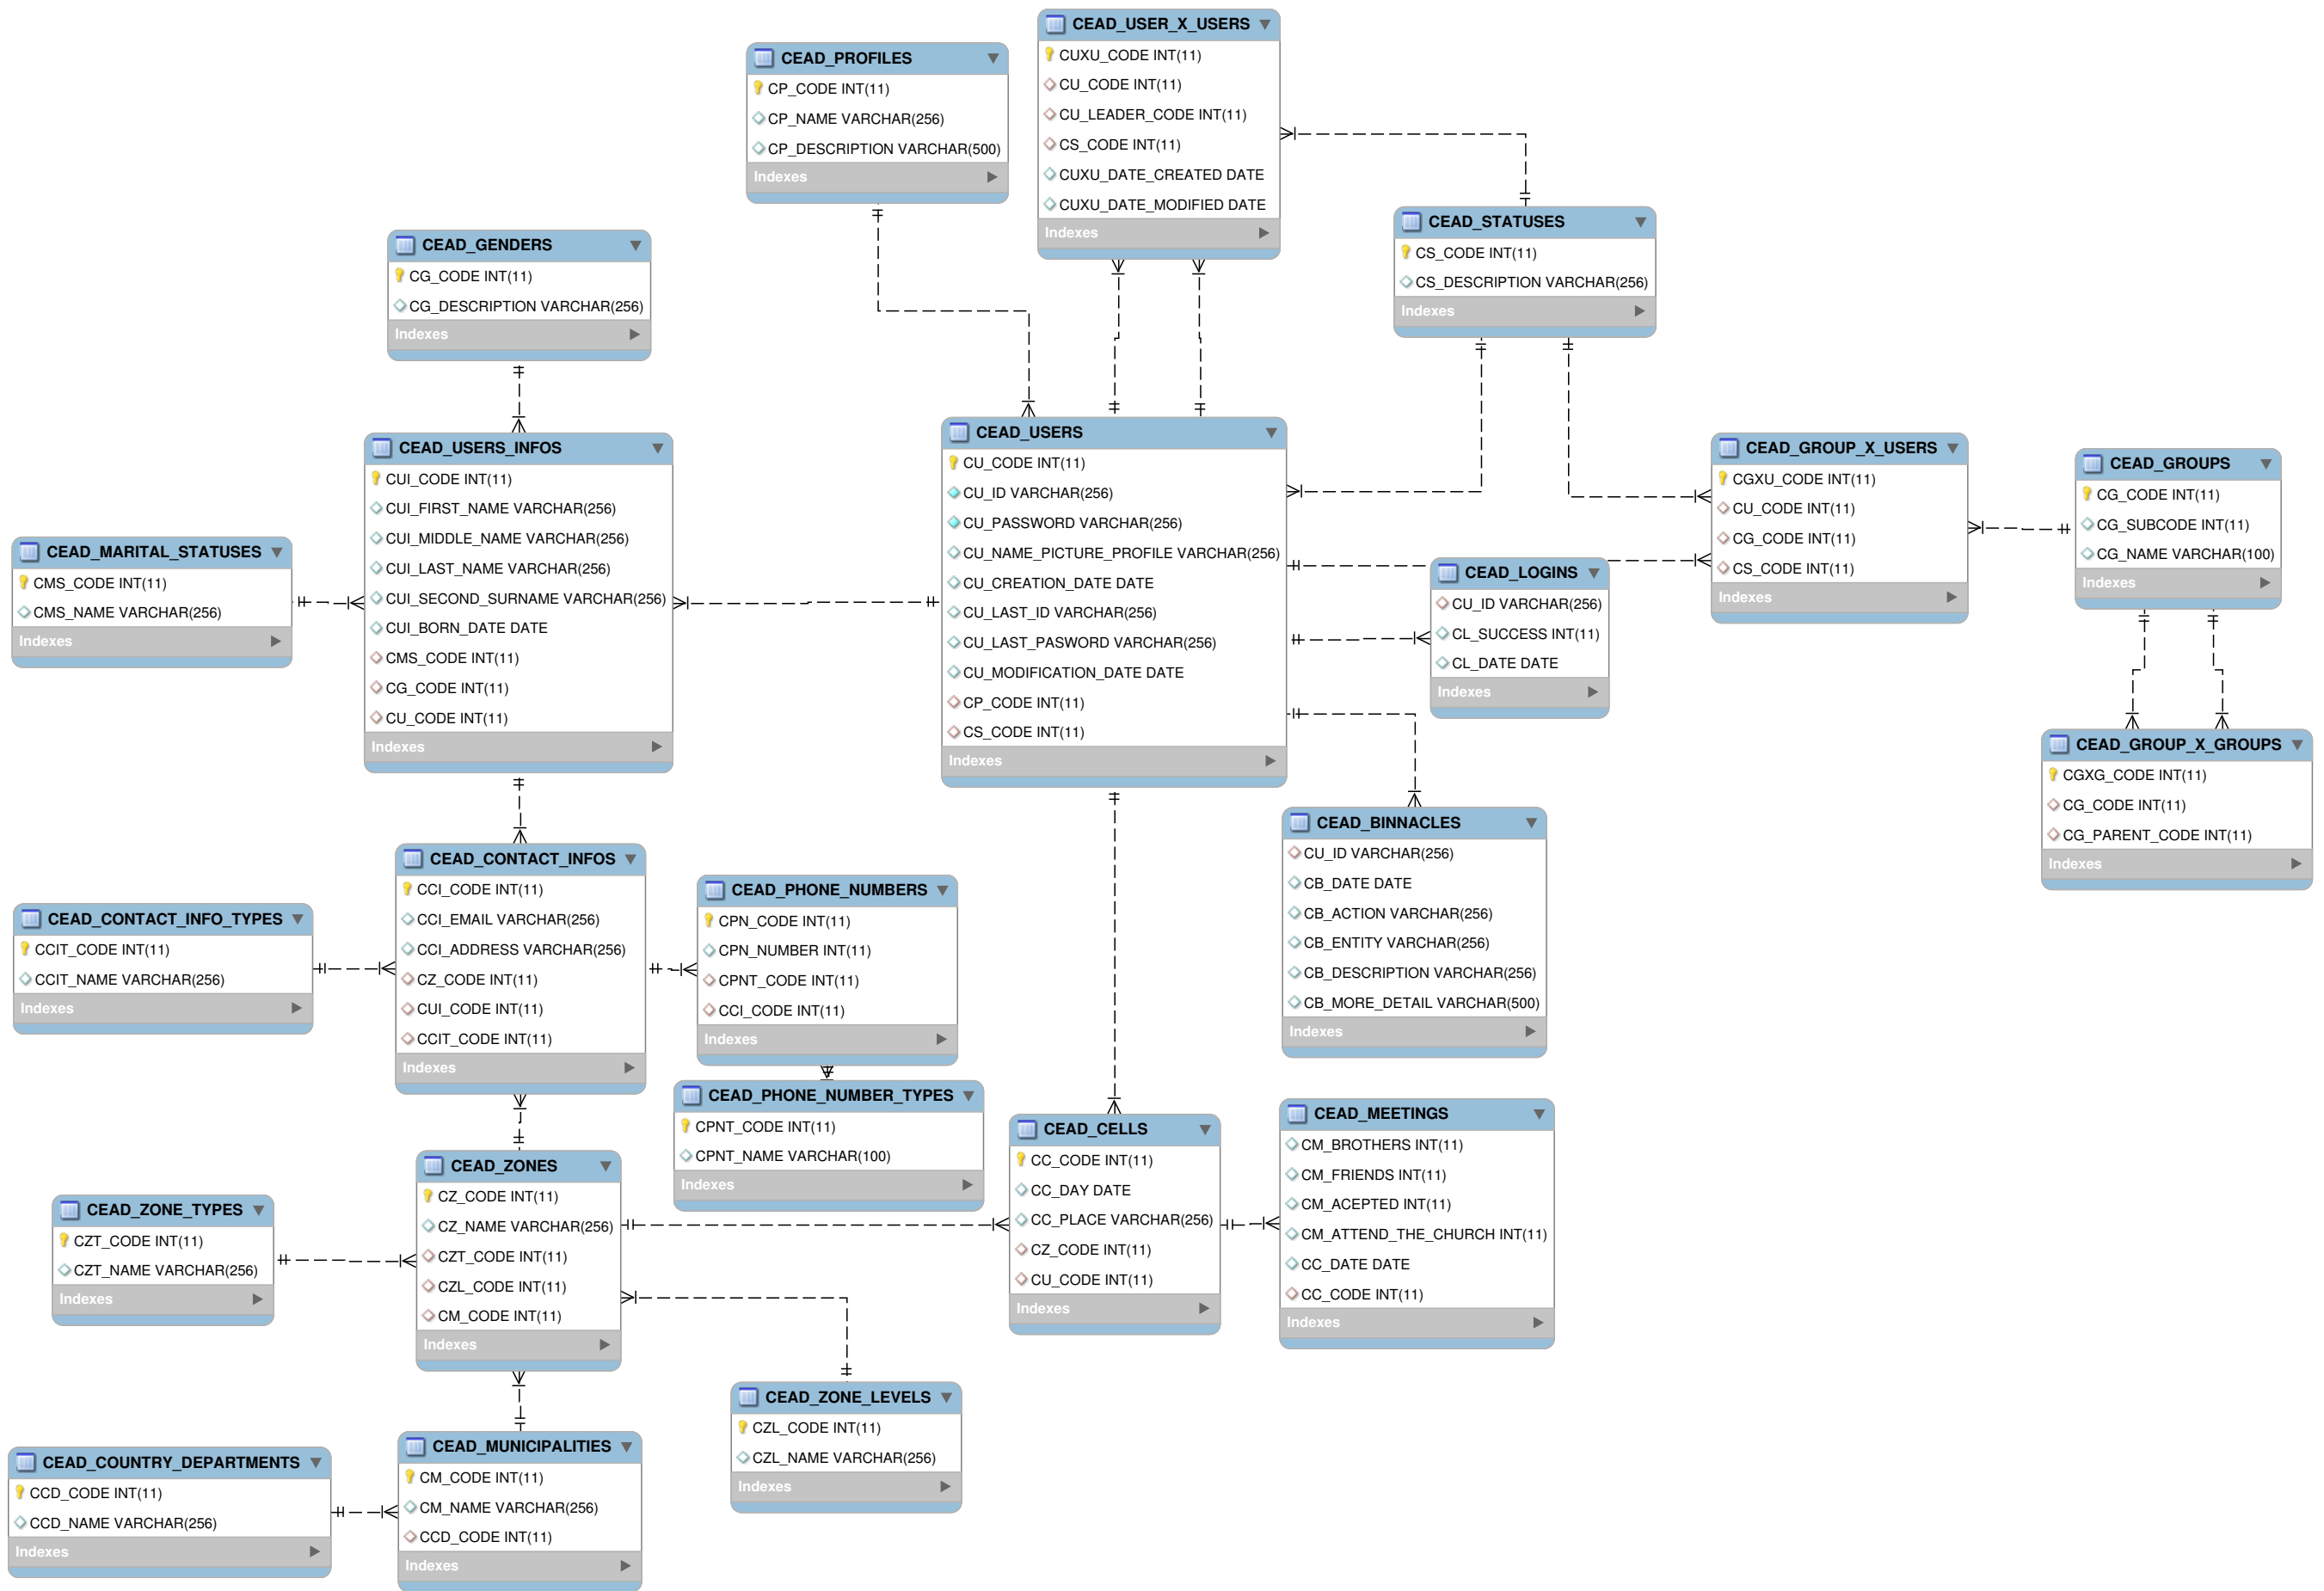 CEAD_USER_X_USERS
CUXU_CODE INT(11)
CU_CODE INT(11)
CU_LEADER_CODE INT(11)
CS_CODE INT(11)
CUXU_DATE_CREATED DATE
CUXU_DATE_MODIFIED DATE
Indexes
CEAD_PROFILES
CP_CODE INT(11)
CP_NAME VARCHAR(256)
CP_DESCRIPTION VARCHAR(500)
Indexes
CEAD_STATUSES
CS_CODE INT(11)
CS_DESCRIPTION VARCHAR(256)
Indexes
CEAD_GENDERS
CG_CODE INT(11)
CG_DESCRIPTION VARCHAR(256)
Indexes
CEAD_USERS_INFOS
CUI_CODE INT(11)
CUI_FIRST_NAME VARCHAR(256)
CUI_MIDDLE_NAME VARCHAR(256)
CUI_LAST_NAME VARCHAR(256)
CUI_SECOND_SURNAME VARCHAR(256)
CUI_BORN_DATE DATE
CMS_CODE INT(11)
CG_CODE INT(11)
CU_CODE INT(11)
Indexes
CEAD_USERS
CU_CODE INT(11)
CU_ID VARCHAR(256)
CU_PASSWORD VARCHAR(256)
CU_NAME_PICTURE_PROFILE VARCHAR(256)
CU_CREATION_DATE DATE
CU_LAST_ID VARCHAR(256)
CU_LAST_PASWORD VARCHAR(256)
CU_MODIFICATION_DATE DATE
CP_CODE INT(11)
CS_CODE INT(11)
Indexes
CEAD_GROUP_X_USERS
CGXU_CODE INT(11)
CU_CODE INT(11)
CG_CODE INT(11)
CS_CODE INT(11)
Indexes
CEAD_GROUPS
CG_CODE INT(11)
CG_SUBCODE INT(11)
CG_NAME VARCHAR(100)
Indexes
CEAD_MARITAL_STATUSES
CMS_CODE INT(11)
CMS_NAME VARCHAR(256)
Indexes
CEAD_LOGINS
CU_ID VARCHAR(256)
CL_SUCCESS INT(11)
CL_DATE DATE
Indexes
CEAD_GROUP_X_GROUPS
CGXG_CODE INT(11)
CG_CODE INT(11)
CG_PARENT_CODE INT(11)
Indexes
CEAD_BINNACLES
CU_ID VARCHAR(256)
CB_DATE DATE
CB_ACTION VARCHAR(256)
CB_ENTITY VARCHAR(256)
CB_DESCRIPTION VARCHAR(256)
CB_MORE_DETAIL VARCHAR(500)
Indexes
CEAD_CONTACT_INFOS
CCI_CODE INT(11)
CCI_EMAIL VARCHAR(256)
CCI_ADDRESS VARCHAR(256)
CZ_CODE INT(11)
CUI_CODE INT(11)
CCIT_CODE INT(11)
Indexes
CEAD_PHONE_NUMBERS
CPN_CODE INT(11)
CPN_NUMBER INT(11)
CPNT_CODE INT(11)
CCI_CODE INT(11)
Indexes
CEAD_CONTACT_INFO_TYPES
CCIT_CODE INT(11)
CCIT_NAME VARCHAR(256)
Indexes
CEAD_PHONE_NUMBER_TYPES
CPNT_CODE INT(11)
CPNT_NAME VARCHAR(100)
Indexes
CEAD_CELLS
CC_CODE INT(11)
CC_DAY DATE
CC_PLACE VARCHAR(256)
CZ_CODE INT(11)
CU_CODE INT(11)
Indexes
CEAD_MEETINGS
CM_BROTHERS INT(11)
CM_FRIENDS INT(11)
CM_ACEPTED INT(11)
CM_ATTEND_THE_CHURCH INT(11)
CC_DATE DATE
CC_CODE INT(11)
Indexes
CEAD_ZONES
CZ_CODE INT(11)
CZ_NAME VARCHAR(256)
CZT_CODE INT(11)
CZL_CODE INT(11)
CM_CODE INT(11)
Indexes
CEAD_ZONE_TYPES
CZT_CODE INT(11)
CZT_NAME VARCHAR(256)
Indexes
CEAD_ZONE_LEVELS
CZL_CODE INT(11)
CZL_NAME VARCHAR(256)
Indexes
CEAD_MUNICIPALITIES
CM_CODE INT(11)
CM_NAME VARCHAR(256)
CCD_CODE INT(11)
Indexes
CEAD_COUNTRY_DEPARTMENTS
CCD_CODE INT(11)
CCD_NAME VARCHAR(256)
Indexes